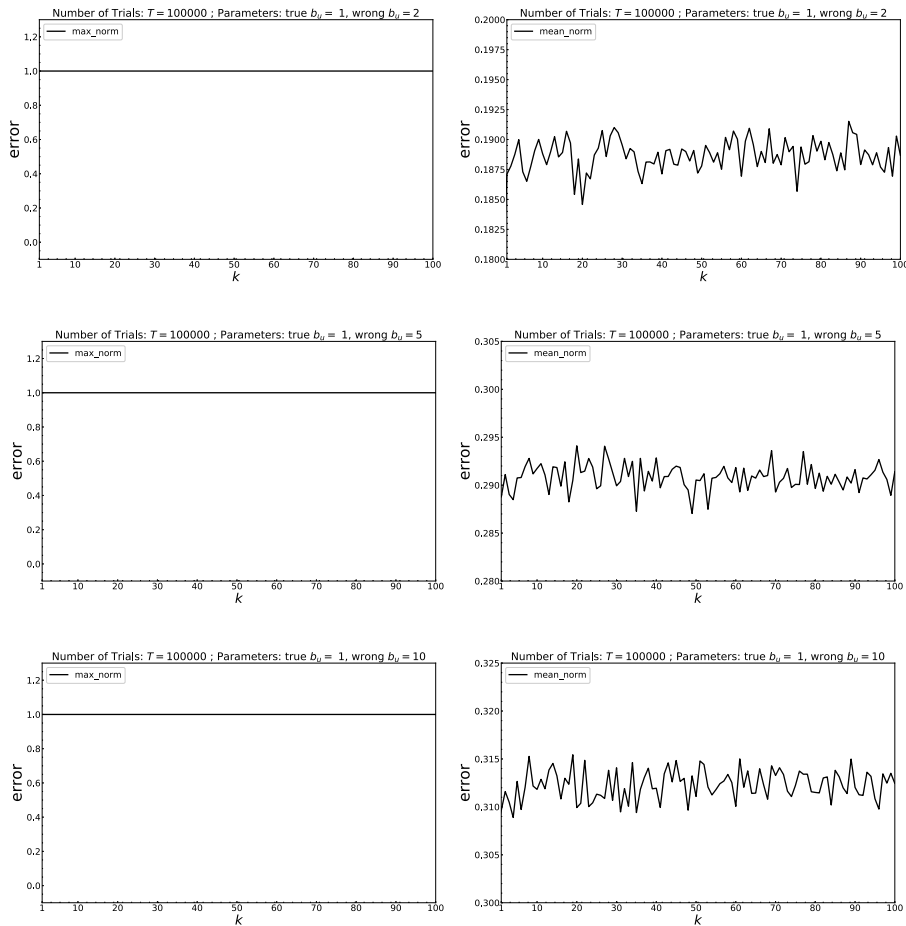 Number of Trials: T = 100000 ; Parameters: true b_u = 1, wrong b_u = 2
max_norm
error
1.2
1.0
0.8
0.6
0.4
0.2
0.0
1 10 20 30 40 50 60 70 80 90 100
k
Number of Trials: T = 100000 ; Parameters: true b_u = 1, wrong b_u = 2
mean_norm
error
0.2000
0.1975
0.1950
0.1925
0.1900
0.1875
0.1850
0.1825
0.1800
1 10 20 30 40 50 60 70 80 90 100
k
Number of Trials: T = 100000 ; Parameters: true b_u = 1, wrong b_u = 5
max_norm
error
1.2
1.0
0.8
0.6
0.4
0.2
0.0
1 10 20 30 40 50 60 70 80 90 100
k
Number of Trials: T = 100000 ; Parameters: true b_u = 1, wrong b_u = 5
mean_norm
error
0.305
0.300
0.295
0.290
0.285
0.280
1 10 20 30 40 50 60 70 80 90 100
k
Number of Trials: T = 100000 ; Parameters: true b_u = 1, wrong b_u = 10
max_norm
error
1.2
1.0
0.8
0.6
0.4
0.2
0.0
1 10 20 30 40 50 60 70 80 90 100
k
Number of Trials: T = 100000 ; Parameters: true b_u = 1, wrong b_u = 10
mean_norm
error
0.325
0.320
0.315
0.310
0.305
0.300
1 10 20 30 40 50 60 70 80 90 100
k